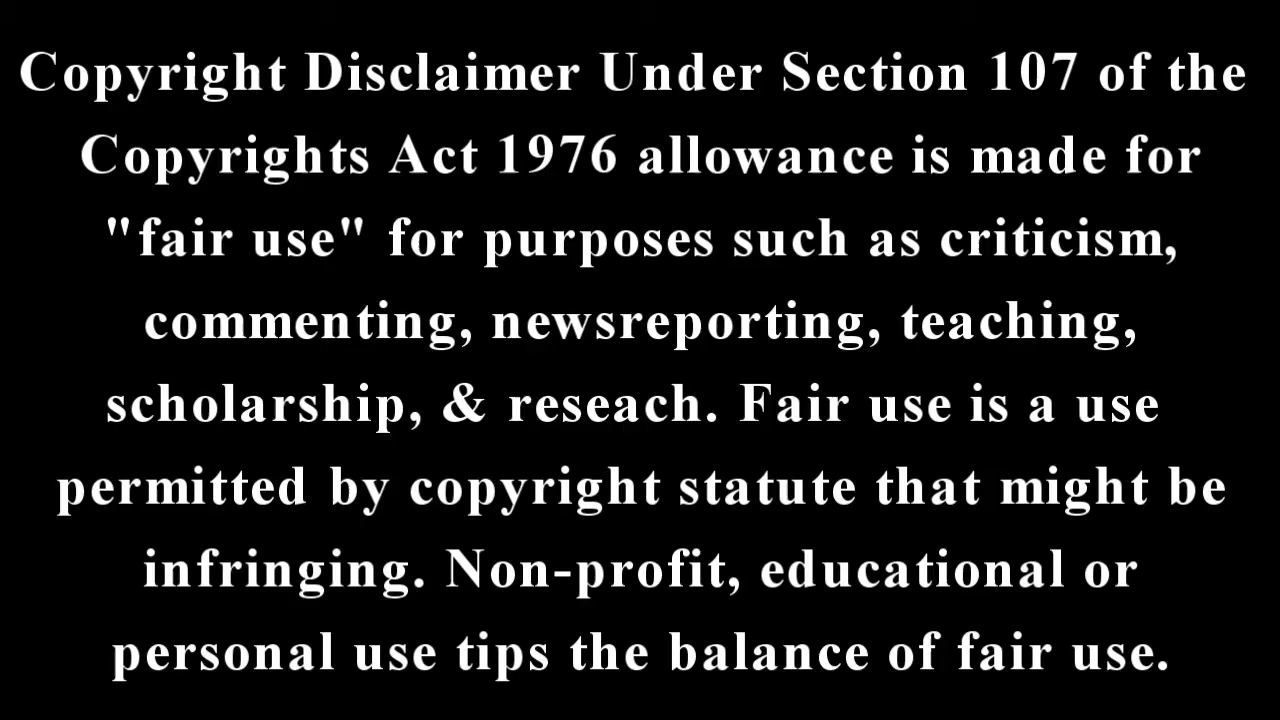 Copyright Disclaimer Under Section 107 of the
Copyrights Act 1976 allowance is made for
"fair use" for purposes such as criticism,
commenting, newsreporting, teaching,
scholarship, & reseach. Fair use is a use
permitted by copyright statute that might be
infringing. Non-profit, educational or
personal use tips the balance of fair use.